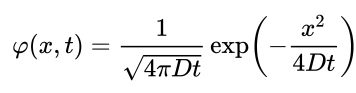 φ(x, t) = 1/√(4πDt) exp(−x²/(4Dt))